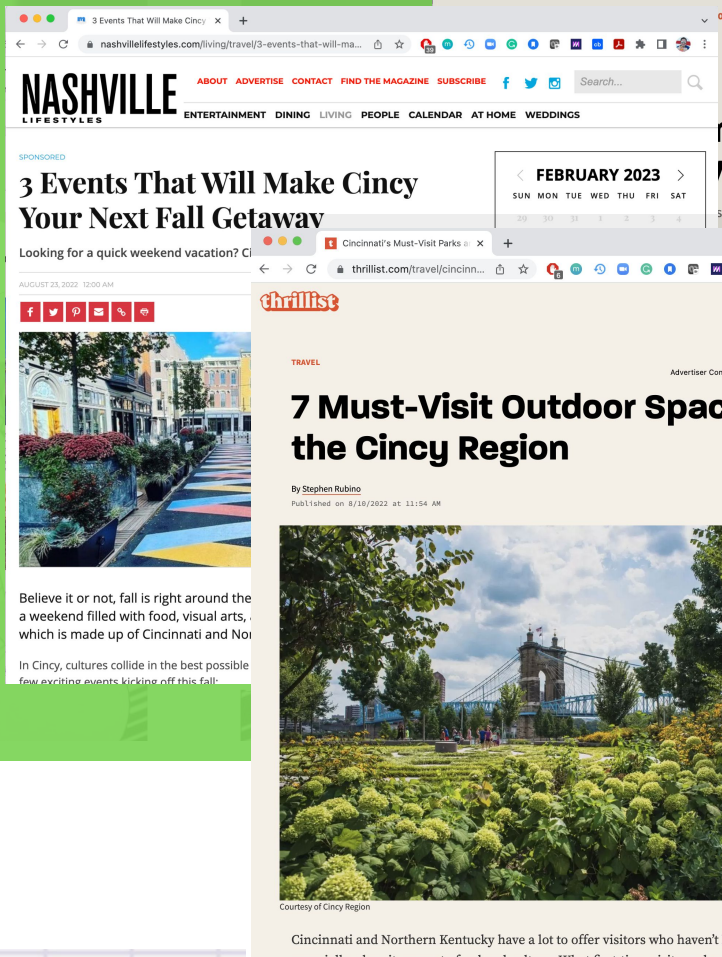 3 Events That Will Make Cincy
nashvillelifestyles.com/living/travel/3-events-that-will-ma...
NASHVILLE
LIFESTYLES
ABOUT ADVERTISE CONTACT FIND THE MAGAZINE SUBSCRIBE
Search...
ENTERTAINMENT DINING LIVING PEOPLE CALENDAR AT HOME WEDDINGS
SPONSORED
3 Events That Will Make Cincy
Your Next Fall Getaway
Looking for a quick weekend vacation? Ci
AUGUST 23, 2022 12:00 AM
FEBRUARY 2023
SUN MON TUE WED THU FRI SAT
29 30 31 1 2 3 4
Believe it or not, fall is right around the
a weekend filled with food, visual arts,
which is made up of Cincinnati and Nor
In Cincy, cultures collide in the best possible
few exciting events kicking off this fall:
Cincinnati's Must-Visit Parks a
thrillist.com/travel/cincinn...
thrillist
TRAVEL
Advertiser Con
7 Must-Visit Outdoor Spac
the Cincy Region
By Stephen Rubino
Published on 8/10/2022 at 11:54 AM
Courtesy of Cincy Region
Cincinnati and Northern Kentucky have a lot to offer visitors who haven't